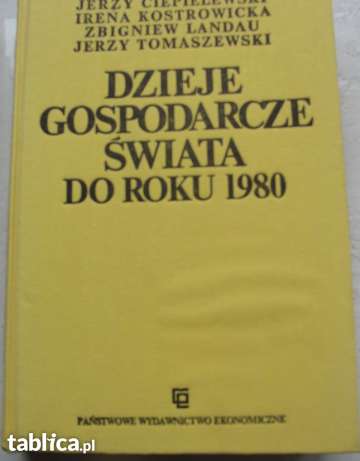 JERZY CIEPIELEWSKI
IRENA KOSTROWICKA
ZBIGNIEW LANDAU
JERZY TOMASZEWSKI
DZIEJE
GOSPODARCZE
ŚWIATA
DO ROKU 1980
PAŃSTWOWE WYDAWNICTWO EKONOMICZNE
tablica.pl